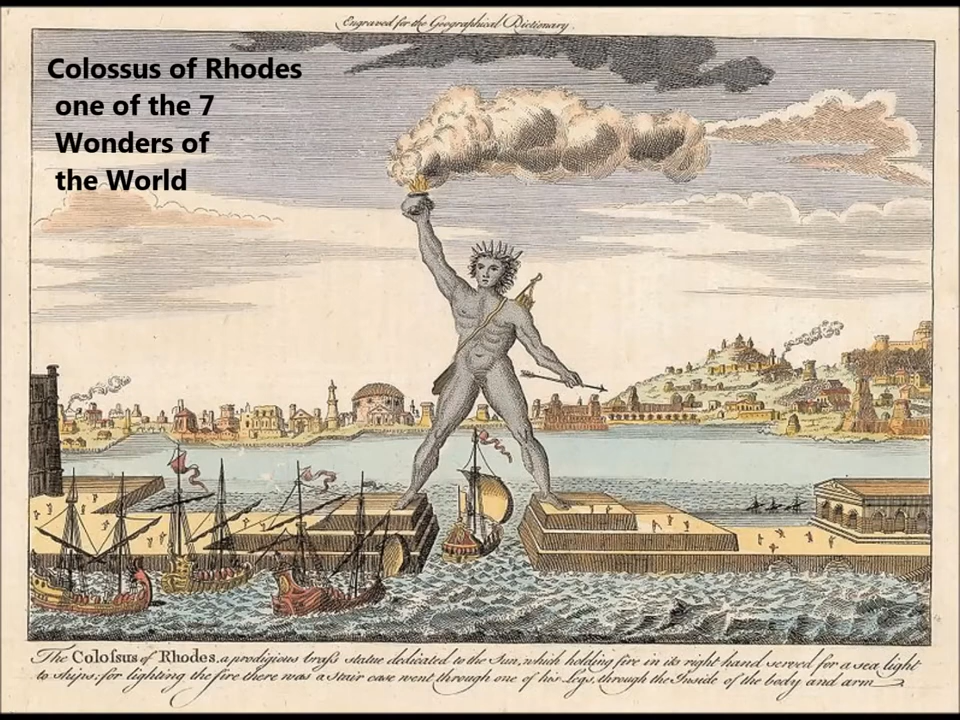 Engraved for the Geographical Dictionary.
Colossus of Rhodes
one of the 7
Wonders of
the World
The Coloſsus of Rhodes, a prodigious braſs statue dedicated to the Sun, which holding fire in its right hand served for a sea light
to ships, for lighting the fire there was a Stair case went through one of his Legs, through the Inside of the body and arm